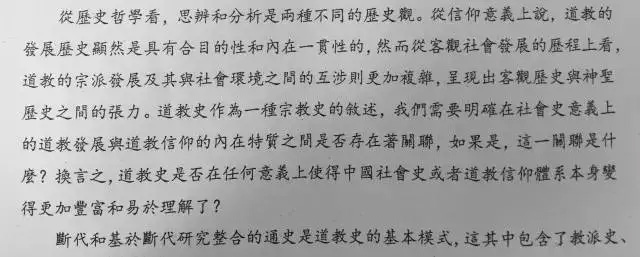 從歷史哲學看，思辨和分析是兩種不同的歷史觀。從信仰意義上說，道教的
發展歷史顯然是具有合目的性和內在一貫性的，然而從客觀社會發展的歷程上看，
道教的宗派發展及其與社會環境之間的互涉則更加複雜，呈現出客觀歷史與神聖
歷史之間的張力。道教史作為一種宗教史的敘述，我們需要明確在社會史意義上
的道教發展與道教信仰的內在特質之間是否存在著關聯，如果是，這一關聯是什
麼？換言之，道教史是否在任何意義上使得中國社會史或者道教信仰體系本身變
得更加豐富和易於理解了？
斷代和基於斷代研究整合的通史是道教史的基本模式，這其中包含了教派史、